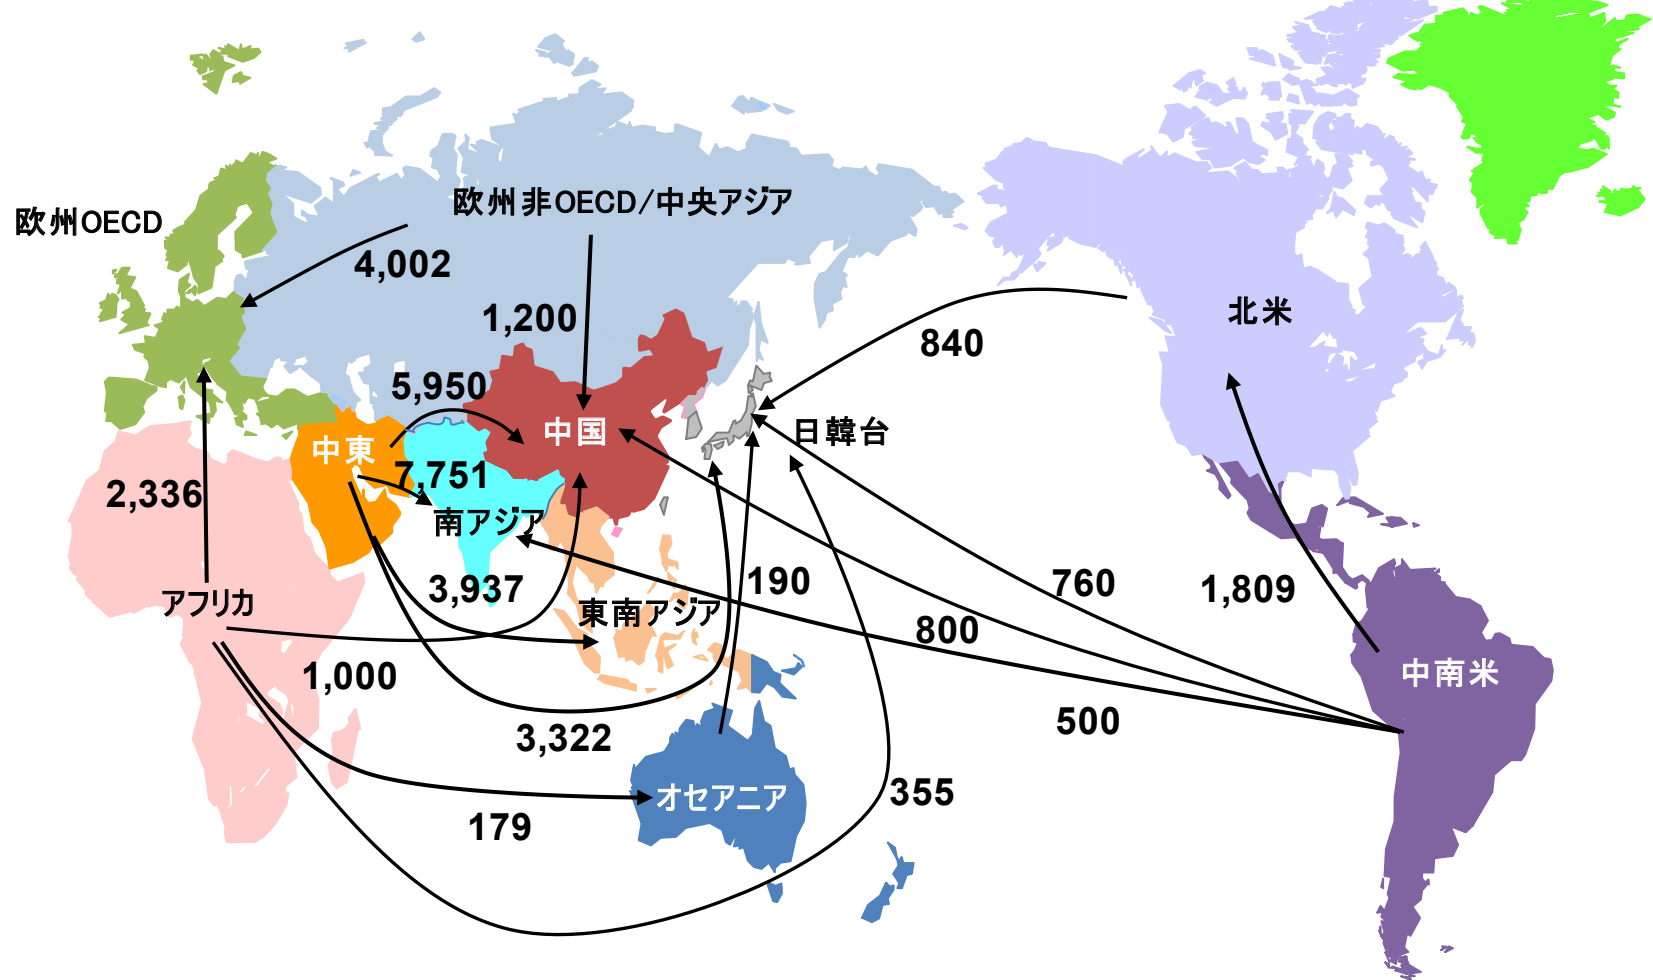 欧州非OECD/中央アジア
欧州OECD
4,002
1,200
北米
840
5,950
中国
日韓台
中東
7,751
2,336
南アジア
190
760
1,809
3,937
アフリカ
東南アジア
800
1,000
中南米
500
3,322
355
オセアニア
179